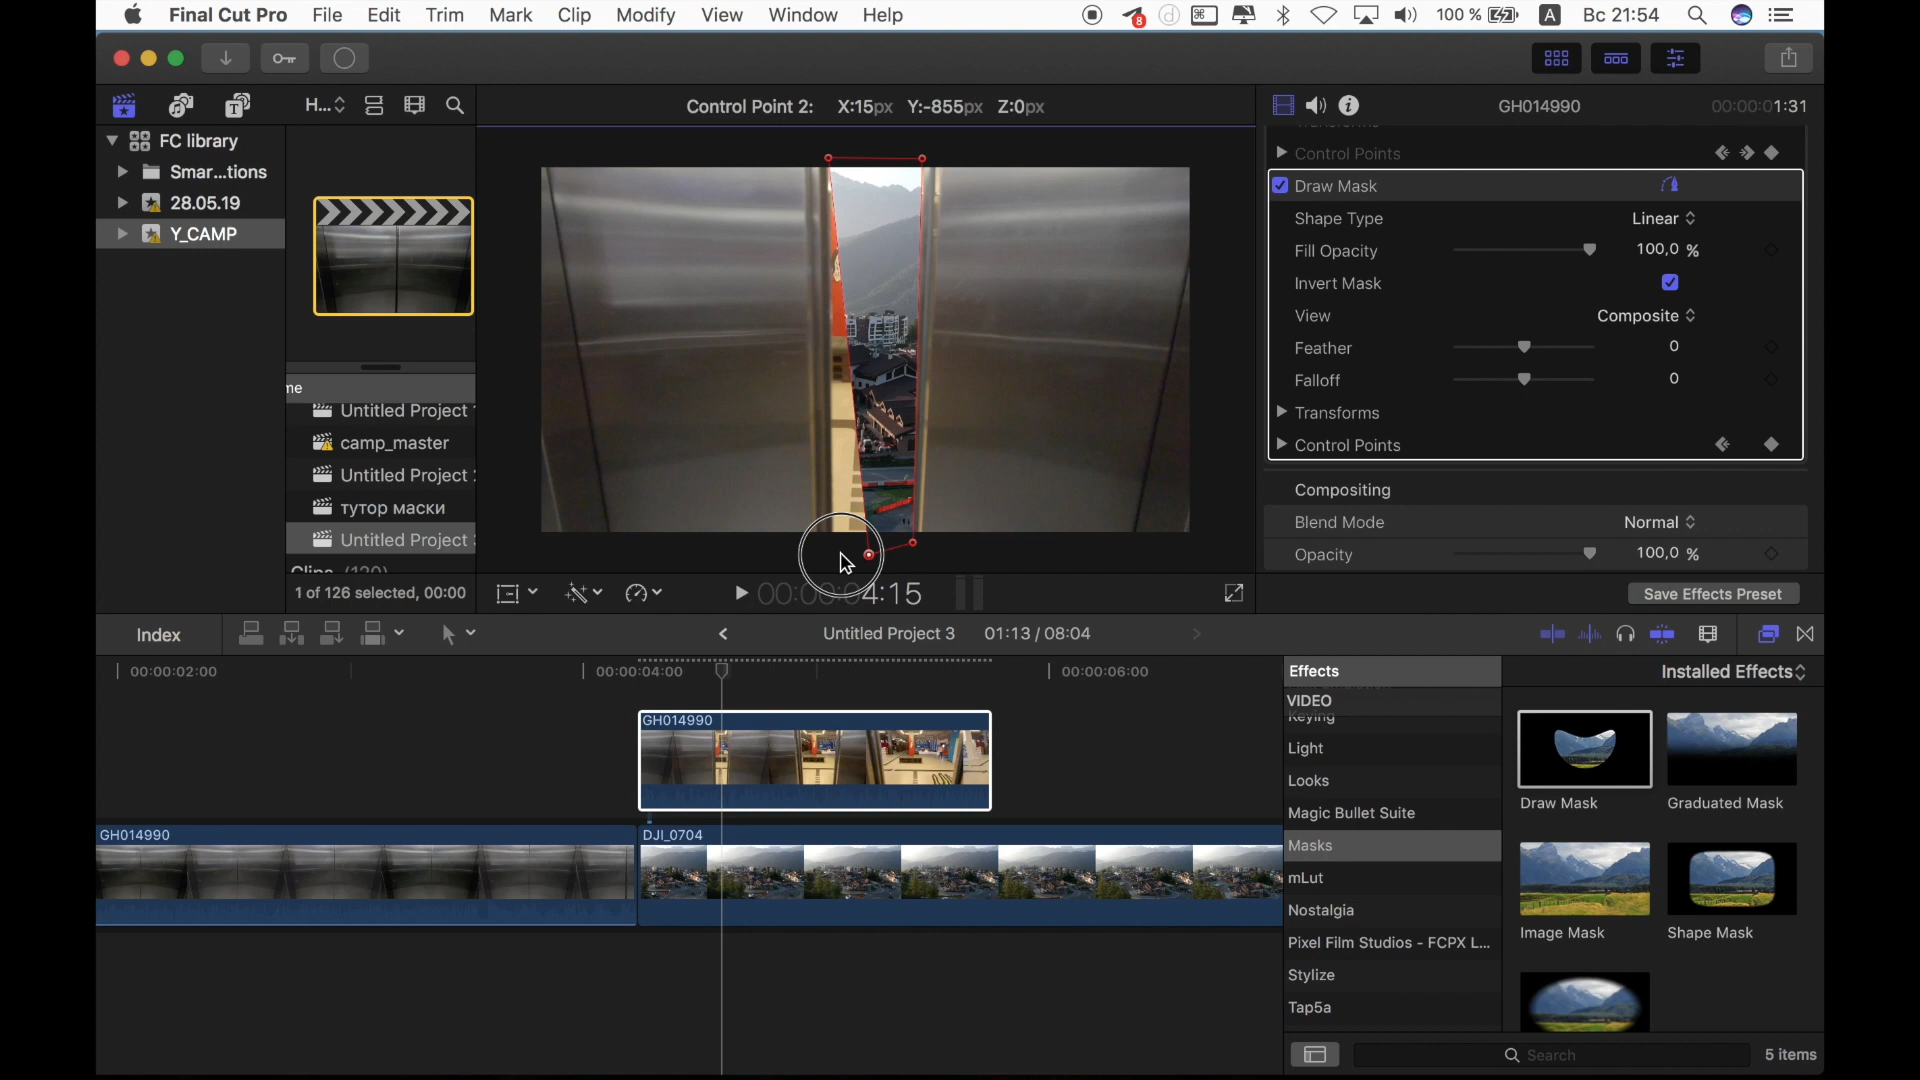 Final Cut Pro File Edit Trim Mark Clip Modify View Window Help 8 100 % A Вс 21:54
H... Control Point 2: X:15px Y:-855px Z:0px GH014990 00:00:01:31
FC library
Smar...tions
28.05.19
Y_CAMP
me
Untitled Project
camp_master
Untitled Project 2
тутор маски
Untitled Project 3
1 of 126 selected, 00:00
4:15
Control Points
Draw Mask
Shape Type Linear
Fill Opacity 100,0 %
Invert Mask
View Composite
Feather 0
Falloff 0
Transforms
Control Points
Compositing
Blend Mode Normal
Opacity 100,0 %
Save Effects Preset
Index Untitled Project 3 01:13 / 08:04
00:00:02:00 00:00:04:00 00:00:06:00
GH014990
GH014990 DJI_0704
Effects Installed Effects
VIDEO
Keying
Light
Looks
Magic Bullet Suite
Masks
mLut
Nostalgia
Pixel Film Studios - FCPX L...
Stylize
Tap5a
Draw Mask Graduated Mask
Image Mask Shape Mask
Search 5 items